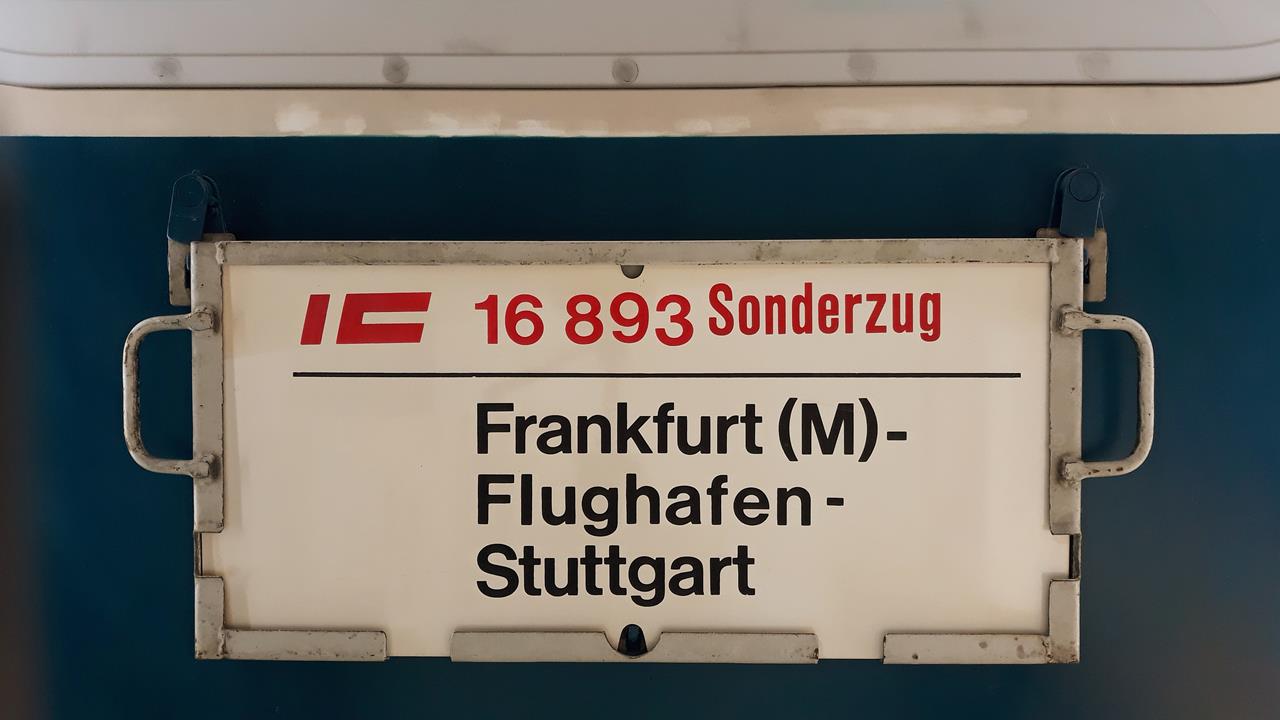 IC 16 893 Sonderzug
Frankfurt (M)-
Flughafen-
Stuttgart